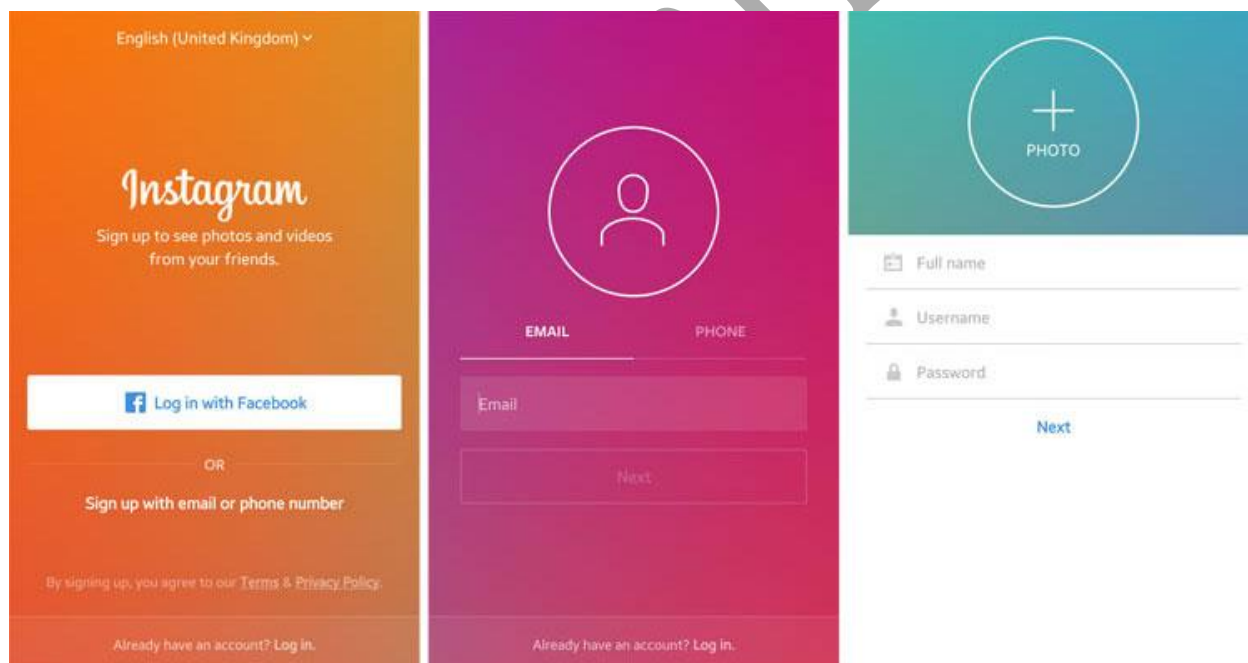 English (United Kingdom)
Instagram
Sign up to see photos and videos
from your friends.
Log in with Facebook
OR
Sign up with email or phone number
By signing up, you agree to our Terms & Privacy Policy.
Already have an account? Log in.
EMAIL PHONE
Email
Next
Already have an account? Log in.
PHOTO
Full name
Username
Password
Next